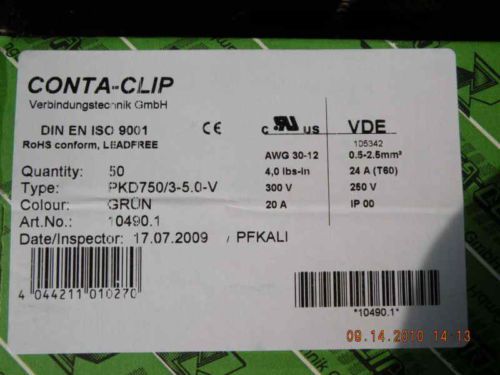 CONTA-CLIP
Verbindungstechnik GmbH
DIN EN ISO 9001
RoHS conform, LEADFREE
Quantity: 50
Type: PKD750/3-5.0-V
Colour: GRÜN
Art.No.: 10490.1
Date/Inspector: 17.07.2009 / PFKALI
4 044211 010270
CE
C RU US VDE
105342
AWG 30-12 0.5-2.5mm²
4,0 lbs-in 24 A (T60)
300 V 250 V
20 A IP 00
*10490.1*
09.14.2010 14:13